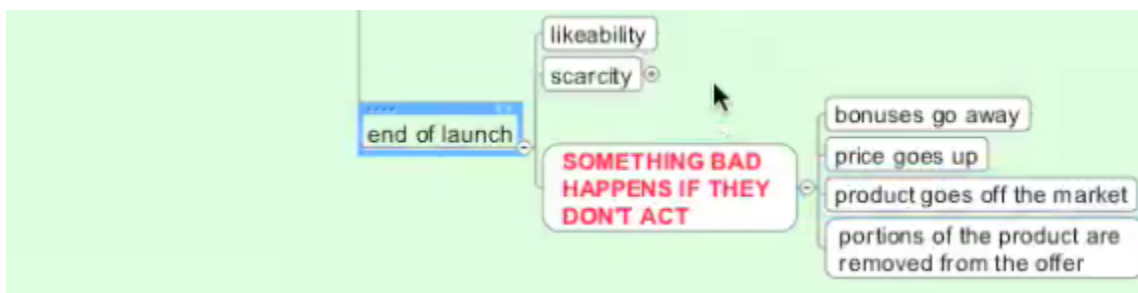 likeability
scarcity
end of launch
SOMETHING BAD
HAPPENS IF THEY
DON'T ACT
bonuses go away
price goes up
product goes off the market
portions of the product are
removed from the offer